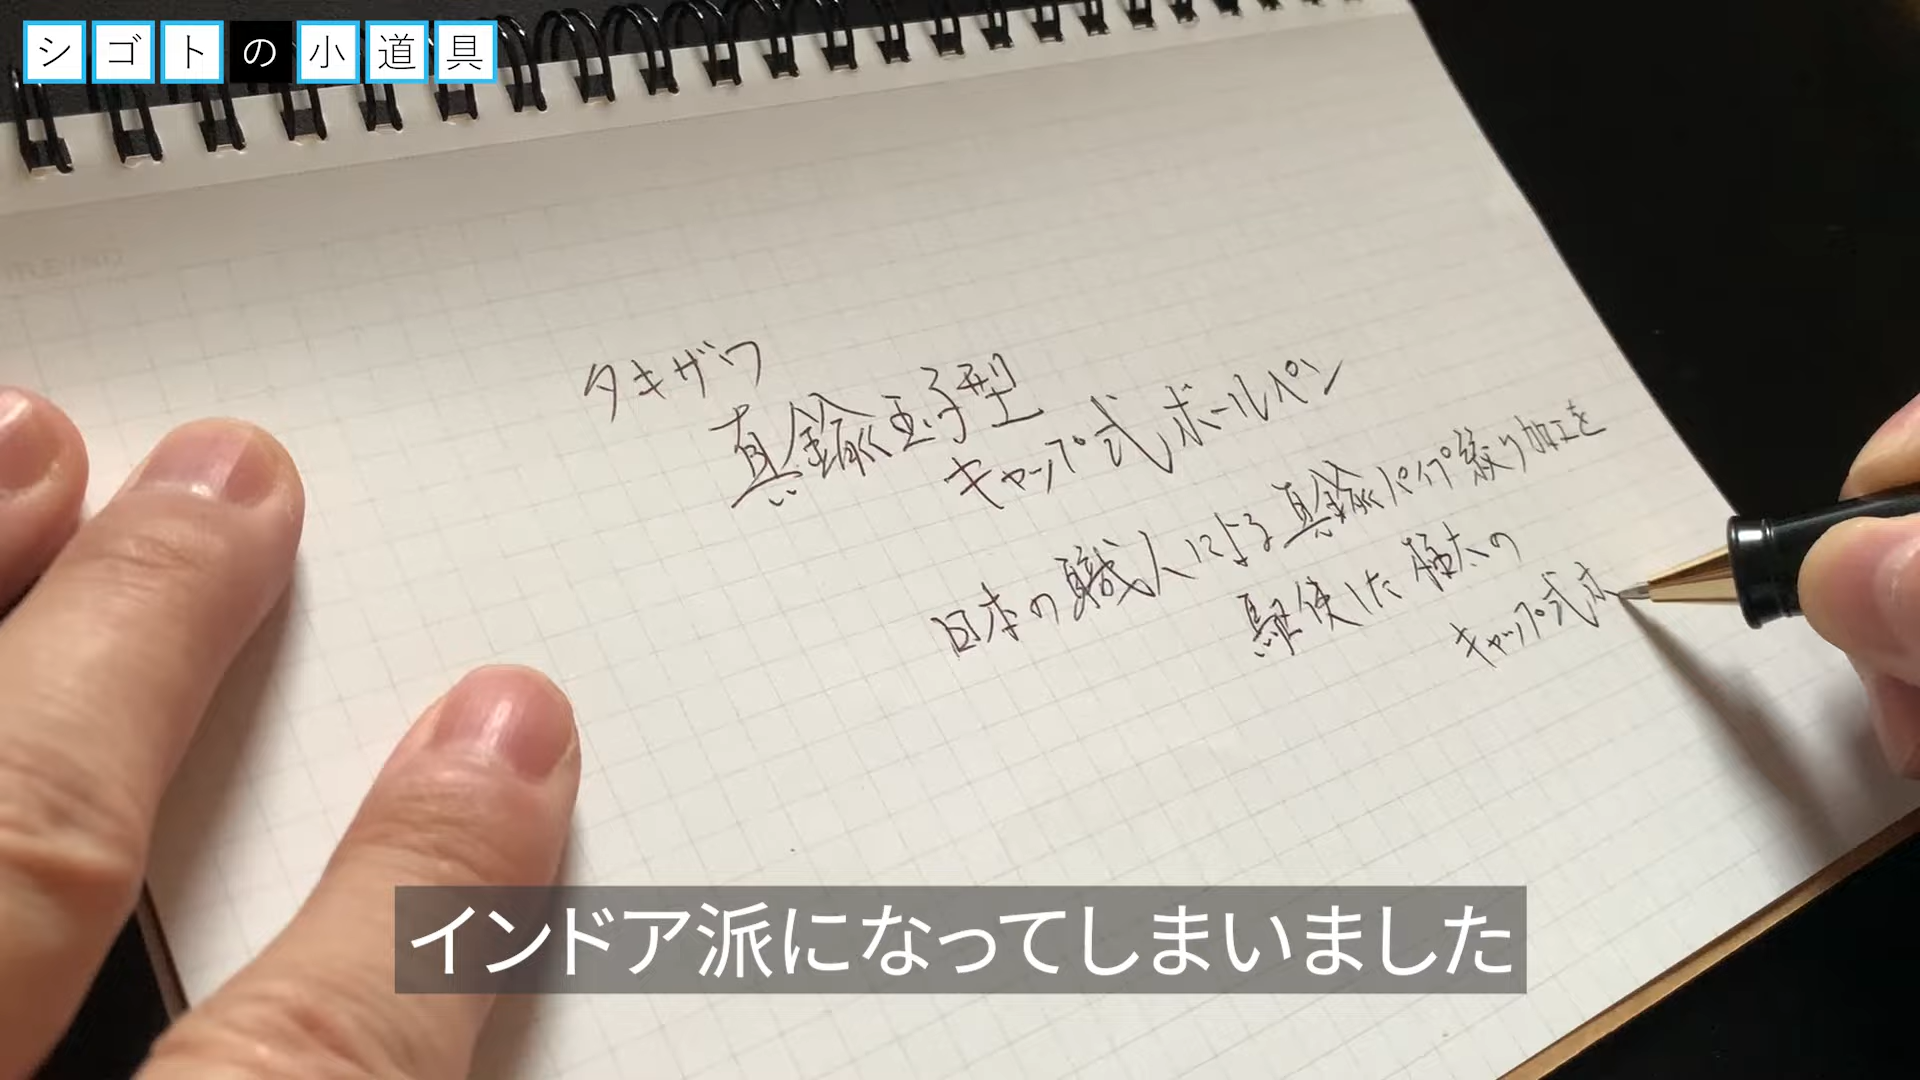 シゴトの小道具
タキザワ
真鍮玉子型
キャップ式ボールペン
日本の職人による真鍮パイプ絞り加工を
駆使した極太の
キャップ式ボ
インドア派になってしまいました